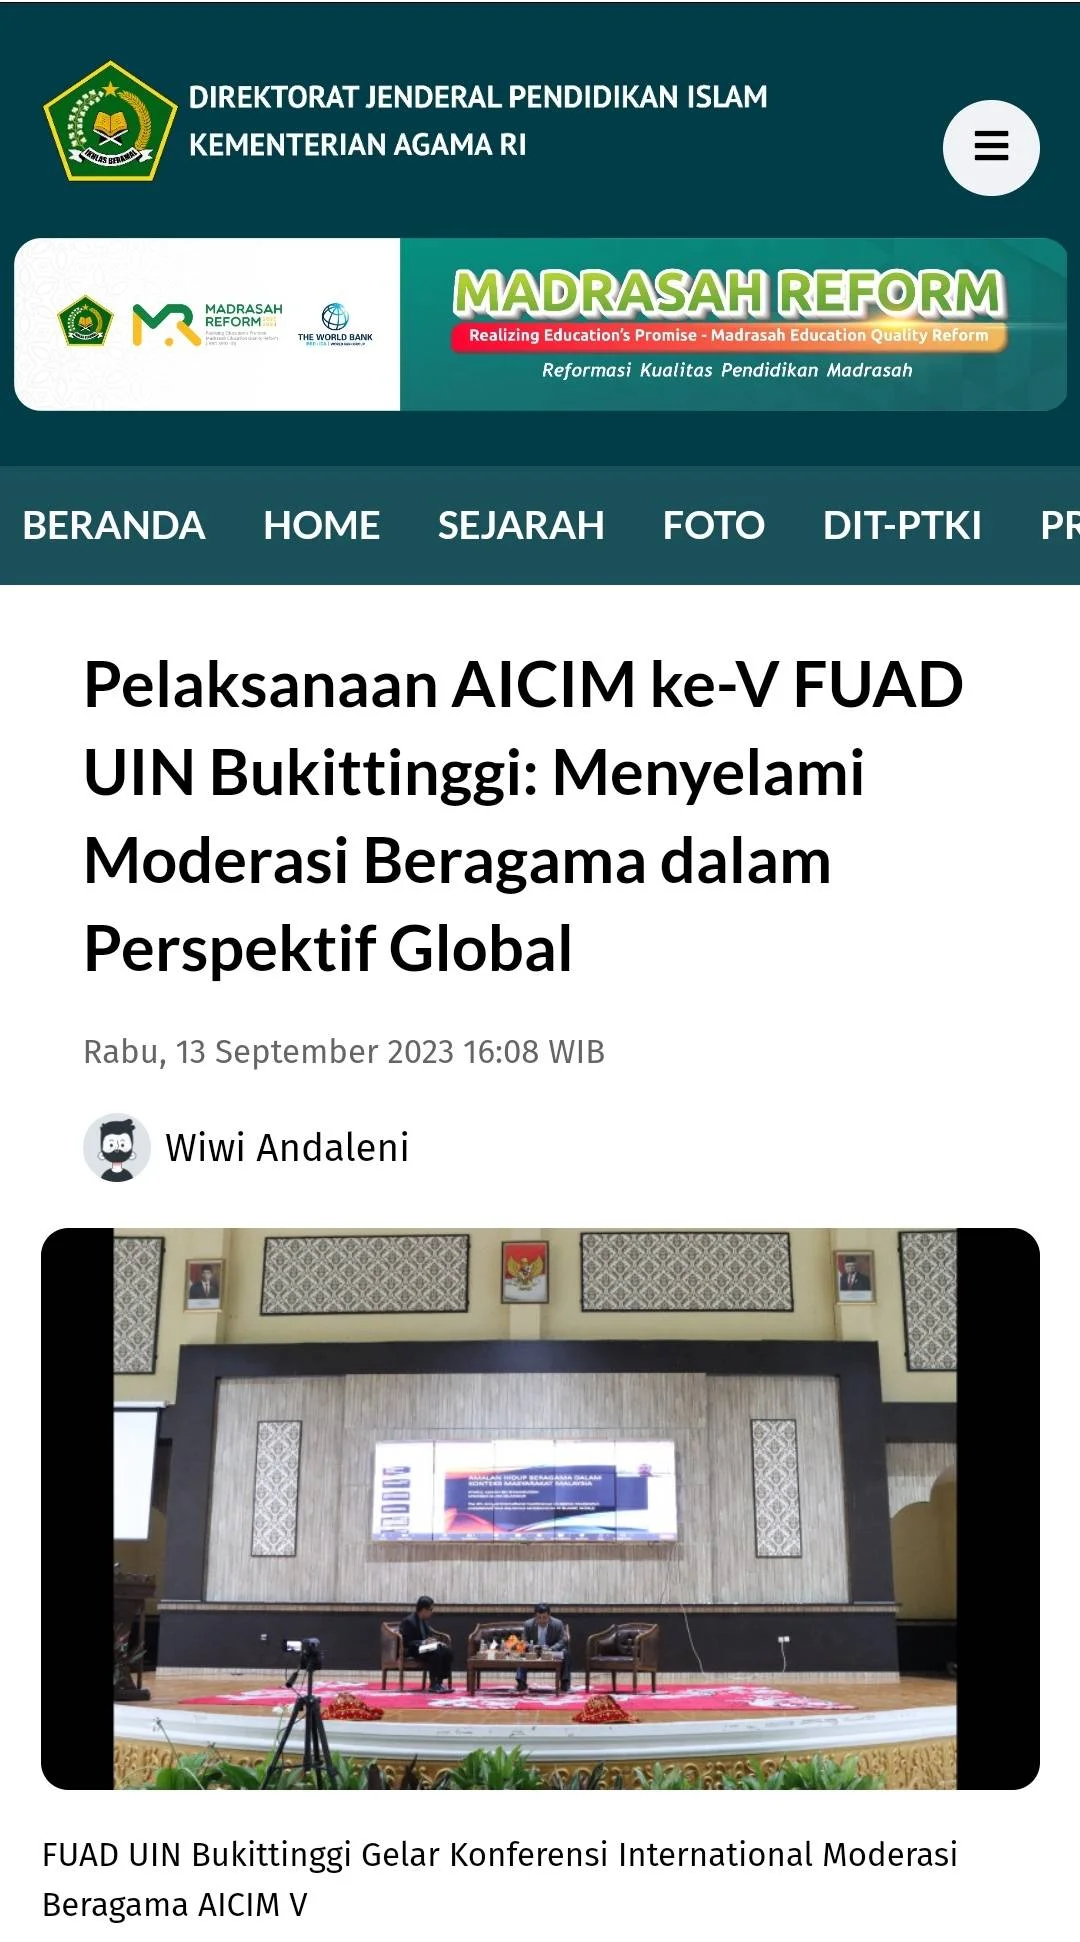 DIREKTORAT JENDERAL PENDIDIKAN ISLAM
KEMENTERIAN AGAMA RI
IKHLAS BERAMAL
MADRASAH
REFORM
THE WORLD BANK
MADRASAH REFORM
Realizing Education's Promise - Madrasah Education Quality Reform
Reformasi Kualitas Pendidikan Madrasah
BERANDA HOME SEJARAH FOTO DIT-PTKI PR
Pelaksanaan AICIM ke-V FUAD
UIN Bukittinggi: Menyelami
Moderasi Beragama dalam
Perspektif Global
Rabu, 13 September 2023 16:08 WIB
Wiwi Andaleni
AMALAN HIDUP BERAGAMA DALAM
KONTEKS MASYARAKAT MALAYSIA
FUAD UIN Bukittinggi Gelar Konferensi International Moderasi
Beragama AICIM V